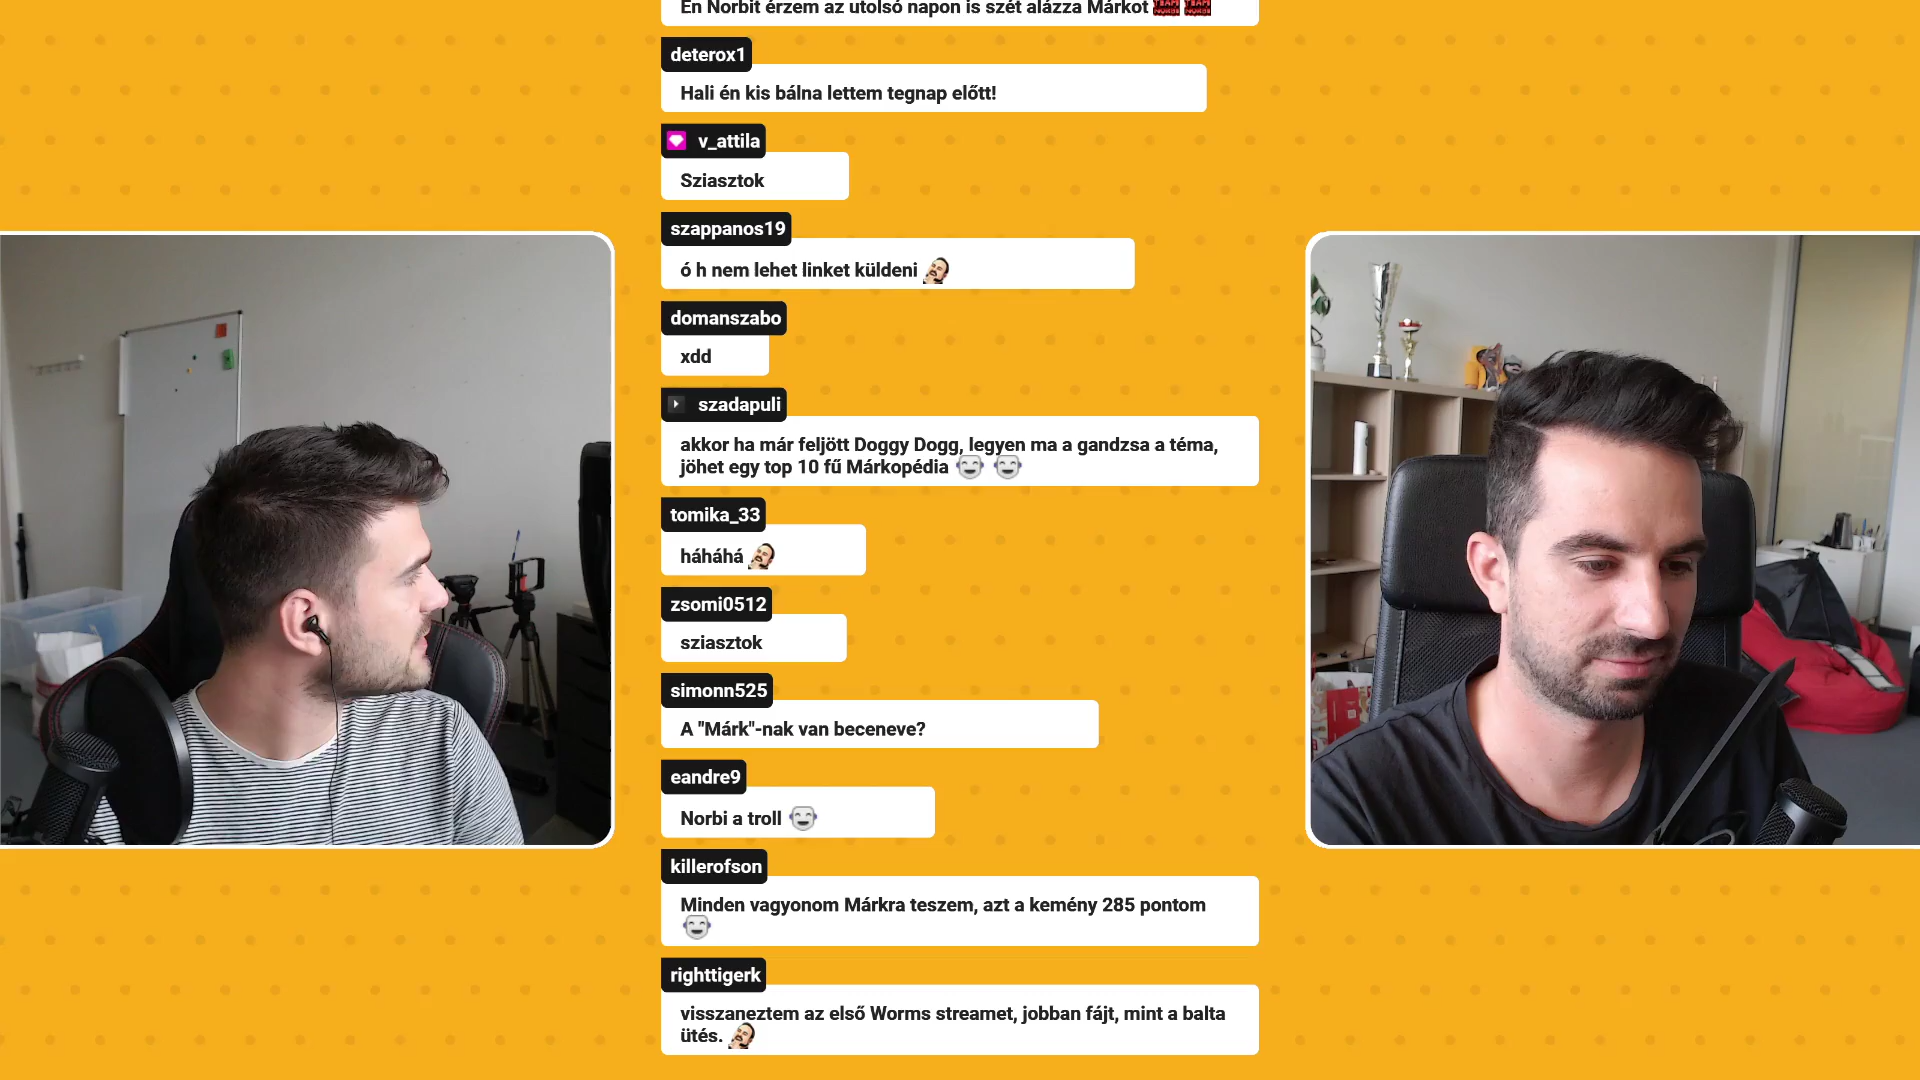 Én Norbit érzem az utolsó napon is szét alázza Márkot
deterox1
Hali én kis bálna lettem tegnap előtt!
v_attila
Sziasztok
szappanos19
ó h nem lehet linket küldeni
domanszabo
xdd
szadapuli
akkor ha már feljött Doggy Dogg, legyen ma a gandzsa a téma,
jöhet egy top 10 fű Márkopédia
tomika_33
háháhá
zsomi0512
sziasztok
simonn525
A "Márk"-nak van beceneve?
eandre9
Norbi a troll
killerofson
Minden vagyonom Márkra teszem, azt a kemény 285 pontom
righttigerk
visszaneztem az első Worms streamet, jobban fájt, mint a balta
ütés.